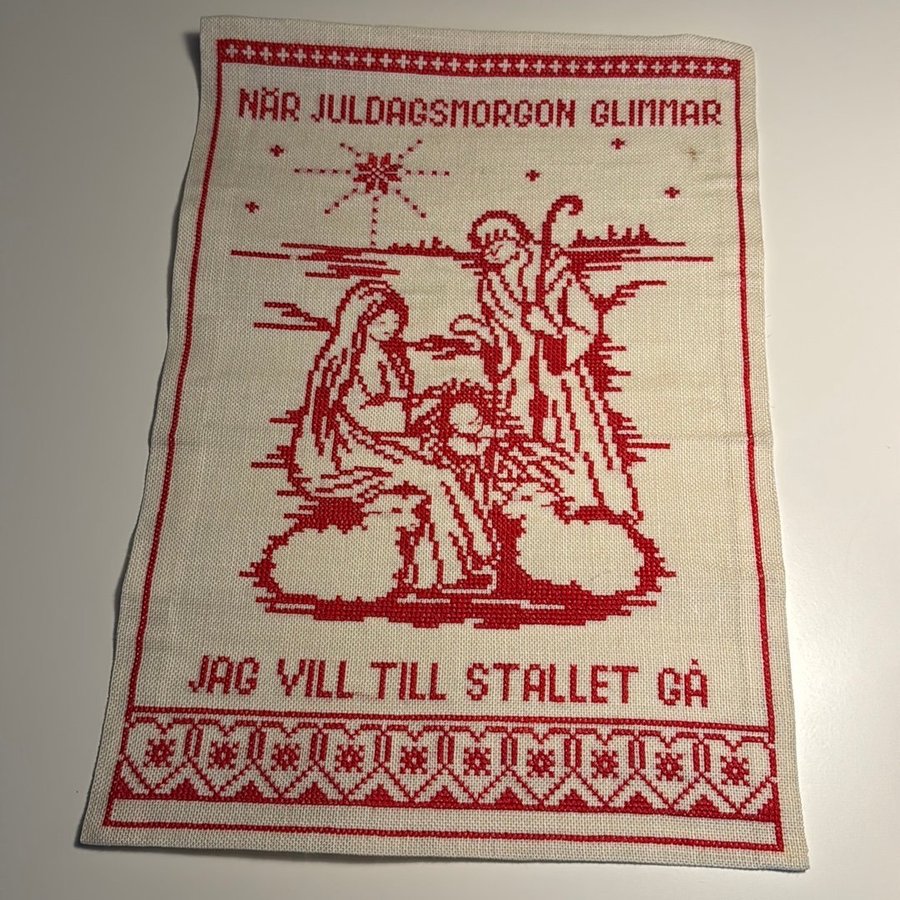 NÄR JULDAGSMORGON GLIMMAR
JAG VILL TILL STALLET GÅ